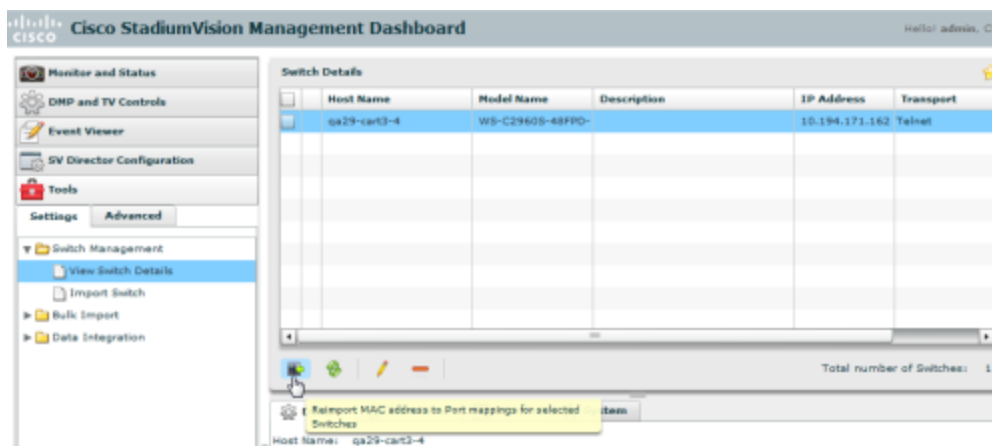 CISCO Cisco StadiumVision Management Dashboard
Hello! admin, C
Monitor and Status
DMP and TV Controls
Event Viewer
SV Director Configuration
Tools
Settings Advanced
Switch Management
View Switch Details
Import Switch
Bulk Import
Data Integration
Switch Details
Host Name Model Name Description IP Address Transport
qa29-cart3-4 WS-C2960S-48FPD- 10.194.171.162 Telnet
Total number of Switches: 1
Reimport MAC address to Port mappings for selected
Switches
stem
Host Name: qa29-cart3-4